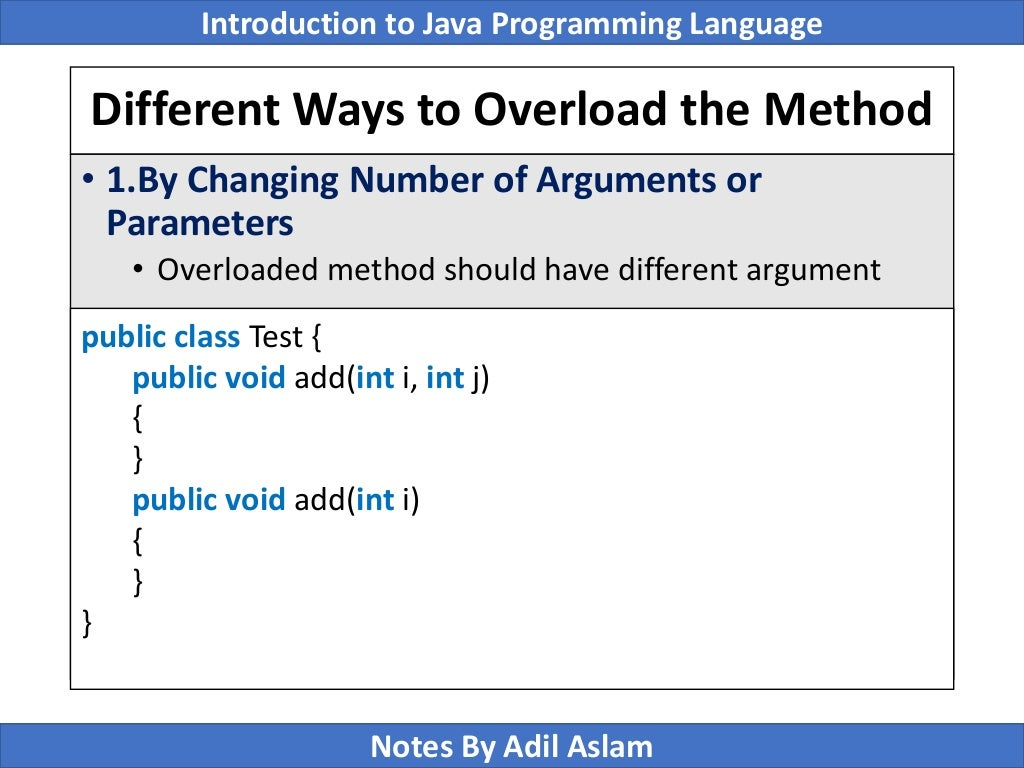 Introduction to Java Programming Language
Different Ways to Overload the Method
• 1.By Changing Number of Arguments or
Parameters
• Overloaded method should have different argument
public class Test {
public void add(int i, int j)
{
}
public void add(int i)
{
}
}
Notes By Adil Aslam